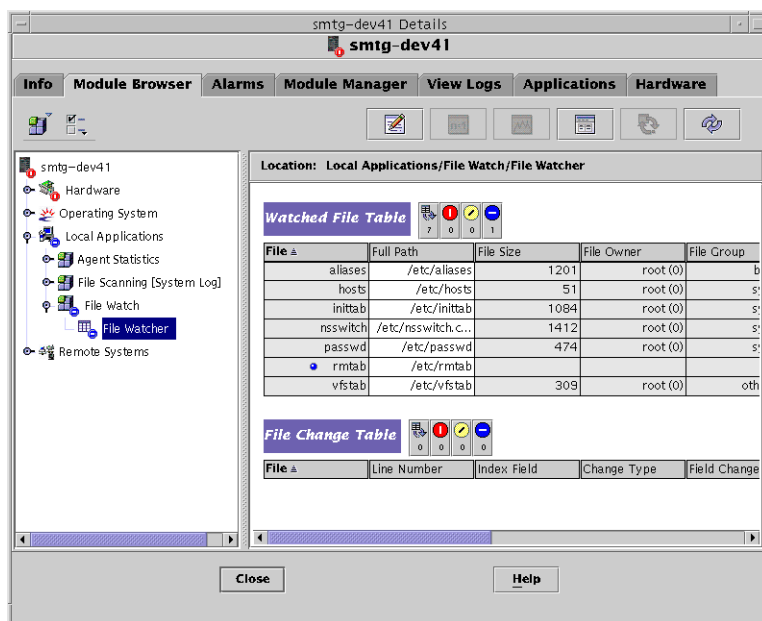 smtg-dev41 Details
smtg-dev41
Info Module Browser Alarms Module Manager View Logs Applications Hardware
smtg-dev41
Hardware
Operating System
Local Applications
Agent Statistics
File Scanning [System Log]
File Watch
File Watcher
Remote Systems
Location: Local Applications/File Watch/File Watcher
Watched File Table
7 0 0 1
File Full Path File Size File Owner File Group
aliases /etc/aliases 1201 root (0) b
hosts /etc/hosts 51 root (0)
inittab /etc/inittab 1084 root (0)
nsswitch /etc/nsswitch.c... 1412 root (0)
passwd /etc/passwd 474 root (0)
rmtab /etc/rmtab
vfstab /etc/vfstab 309 root (0) oth
File Change Table
0 0 0 0
File Line Number Index Field Change Type Field Change
Close Help